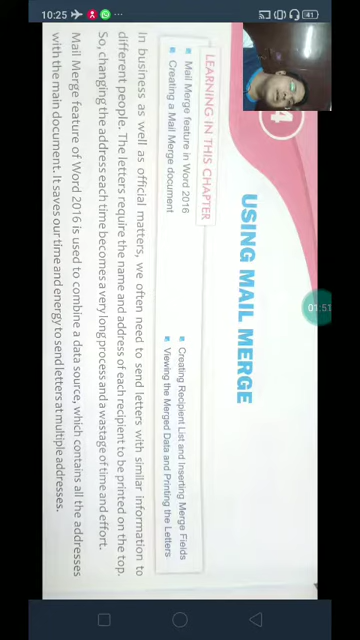 10:25
41
01:51
4
USING MAIL MERGE
LEARNING IN THIS CHAPTER
Mail Merge feature in Word 2016
Creating a Mail Merge document
Creating Recipient List and Inserting Merge Fields
Viewing the Merged Data and Printing the Letters
In business as well as official matters, we often need to send letters with similar information to
different people. The letters require the name and address of each recipient to be printed on the top.
So, changing the address each time becomes a very long process and a wastage of time and effort.
Mail Merge feature of Word 2016 is used to combine a data source, which contains all the addresses
with the main document. It saves our time and energy to send letters at multiple addresses.